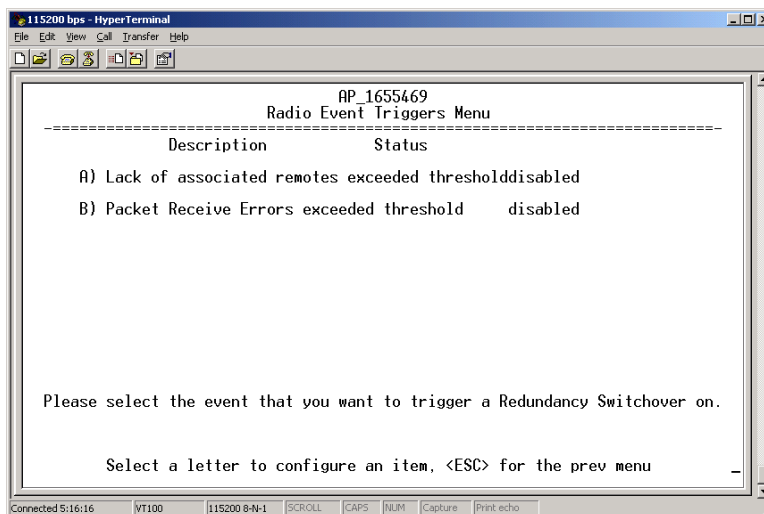 115200 bps - HyperTerminal
File Edit View Call Transfer Help
AP_1655469
Radio Event Triggers Menu
-==========================================================================-
Description Status
A) Lack of associated remotes exceeded thresholddisabled
B) Packet Receive Errors exceeded threshold disabled
Please select the event that you want to trigger a Redundancy Switchover on.
Select a letter to configure an item, <ESC> for the prev menu _
Connected 5:16:16 VT100 115200 8-N-1 SCROLL CAPS NUM Capture Print echo